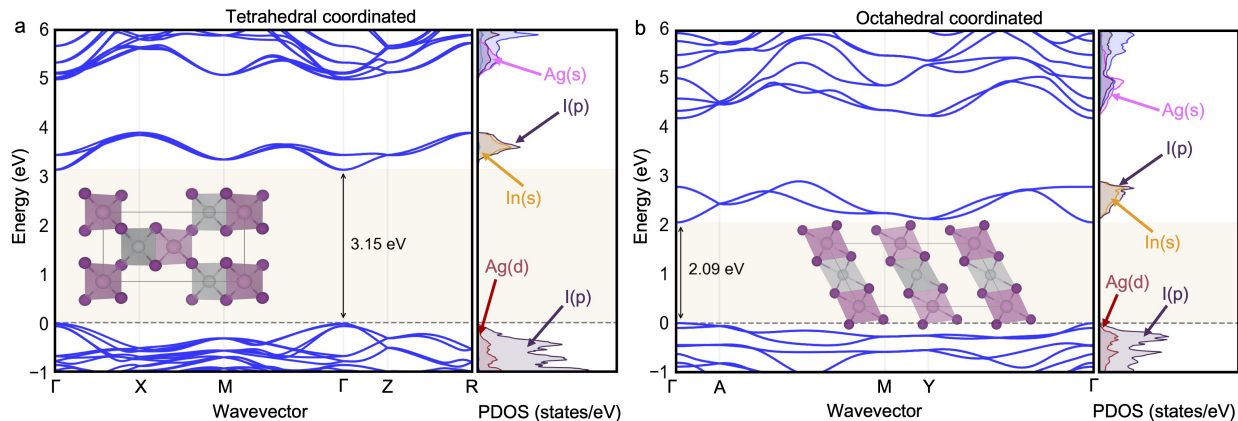 a
Tetrahedral coordinated
6
5
4
3
2
1
0
−1
Energy (eV)
3.15 eV
Γ
X
M
Γ
Z
R
Wavevector
Ag(s)
I(p)
In(s)
Ag(d)
I(p)
PDOS (states/eV)
b
Octahedral coordinated
6
5
4
3
2
1
0
−1
Energy (eV)
2.09 eV
Γ
A
M
Y
Γ
Wavevector
Ag(s)
I(p)
In(s)
Ag(d)
I(p)
PDOS (states/eV)